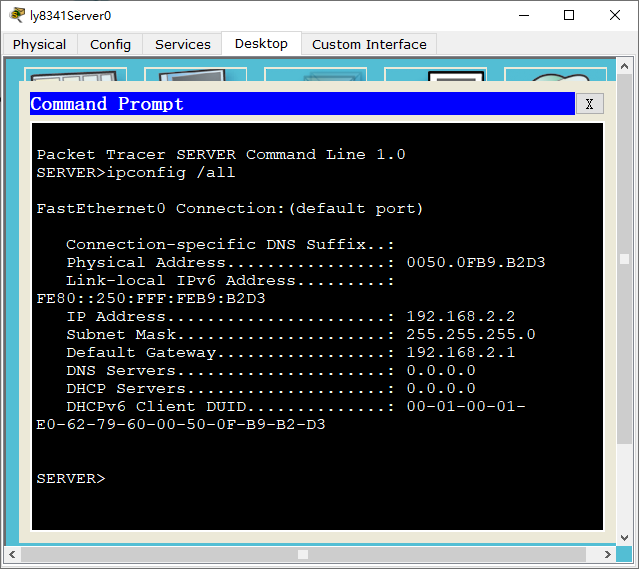 ly8341Server0
Physical Config Services Desktop Custom Interface
Command Prompt X
Packet Tracer SERVER Command Line 1.0
SERVER>ipconfig /all
FastEthernet0 Connection:(default port)
Connection-specific DNS Suffix..:
Physical Address................: 0050.0FB9.B2D3
Link-local IPv6 Address.........:
FE80::250:FFF:FEB9:B2D3
IP Address......................: 192.168.2.2
Subnet Mask.....................: 255.255.255.0
Default Gateway.................: 192.168.2.1
DNS Servers.....................: 0.0.0.0
DHCP Servers....................: 0.0.0.0
DHCPv6 Client DUID..............: 00-01-00-01-
E0-62-79-60-00-50-0F-B9-B2-D3
SERVER>